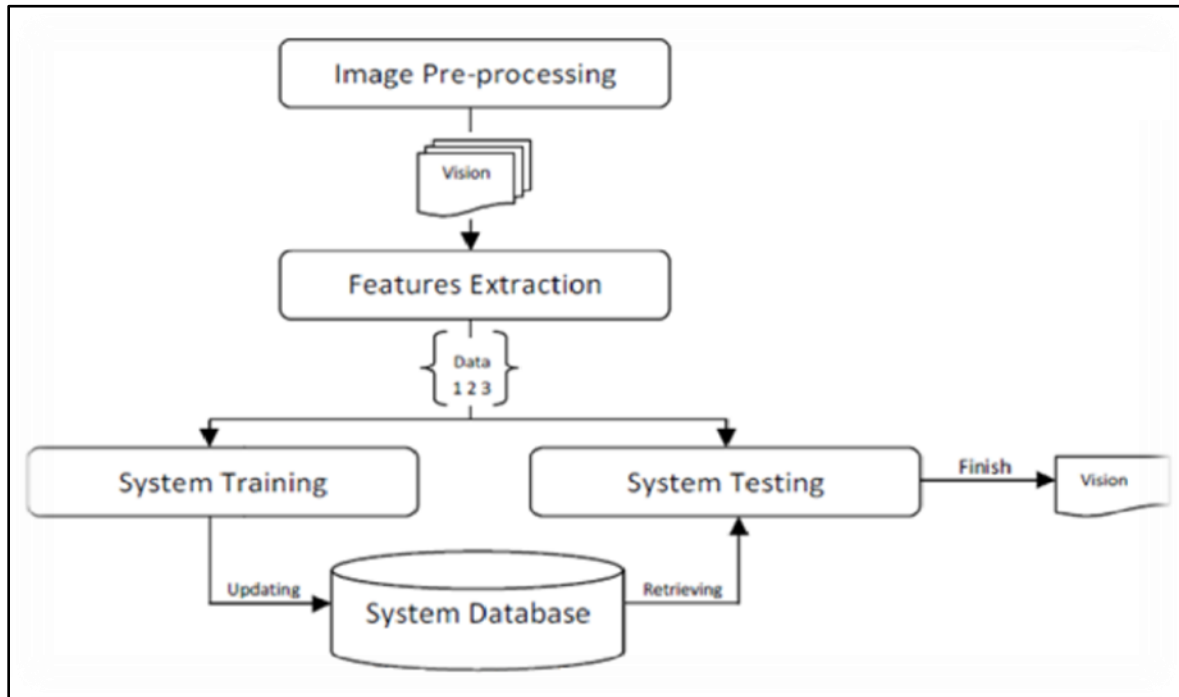 Image Pre-processing
Vision
Features Extraction
Data
1 2 3
System Training
System Testing
Finish
Vision
Updating
System Database
Retrieving